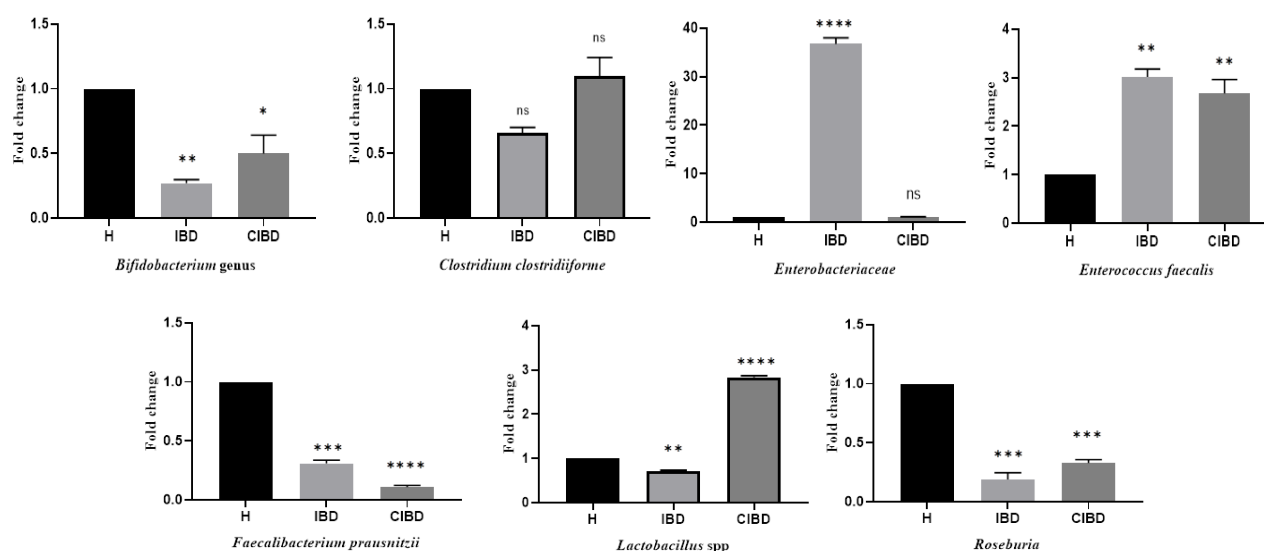 Fold change
1.5
1.0
0.5
0.0
**
*
H
IBD
CIBD
Bifidobacterium genus
Fold change
1.5
1.0
0.5
0.0
ns
ns
H
IBD
CIBD
Clostridium clostridiiforme
Fold change
40
30
20
10
0
****
ns
H
IBD
CIBD
Enterobacteriaceae
Fold change
4
3
2
1
0
**
**
H
IBD
CIBD
Enterococcus faecalis
Fold change
1.5
1.0
0.5
0.0
***
****
H
IBD
CIBD
Faecalibacterium prausnitzii
Fold change
4
3
2
1
0
**
****
H
IBD
CIBD
Lactobacillus spp
Fold change
1.5
1.0
0.5
0.0
***
***
H
IBD
CIBD
Roseburia